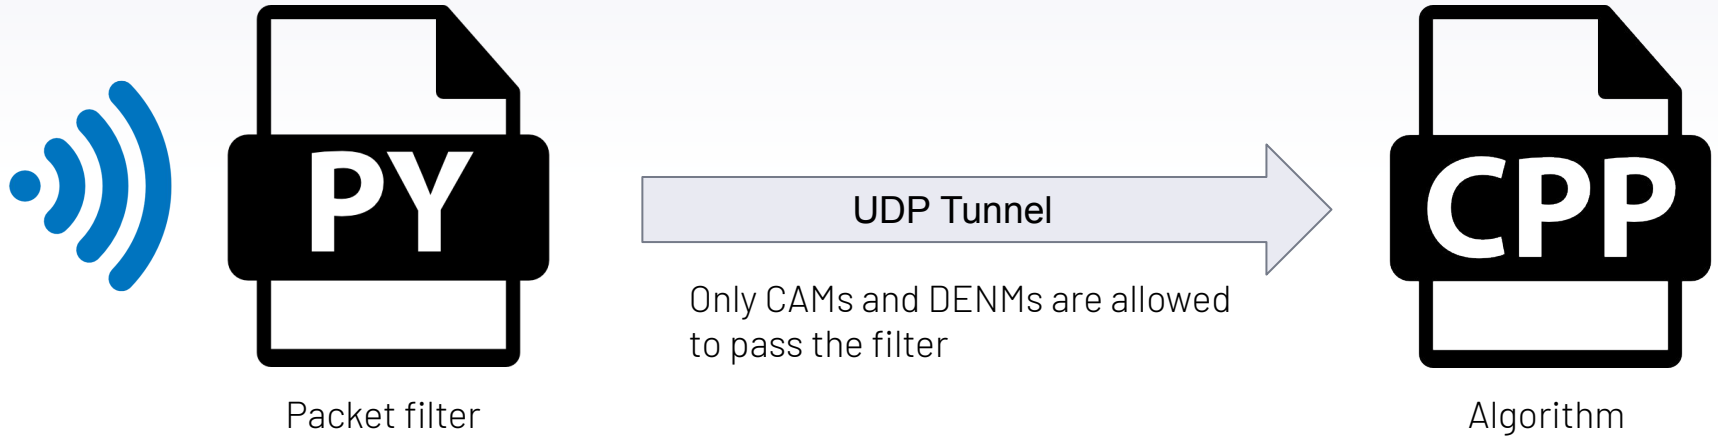 PY
UDP Tunnel
CPP
Only CAMs and DENMs are allowed
to pass the filter
Packet filter
Algorithm